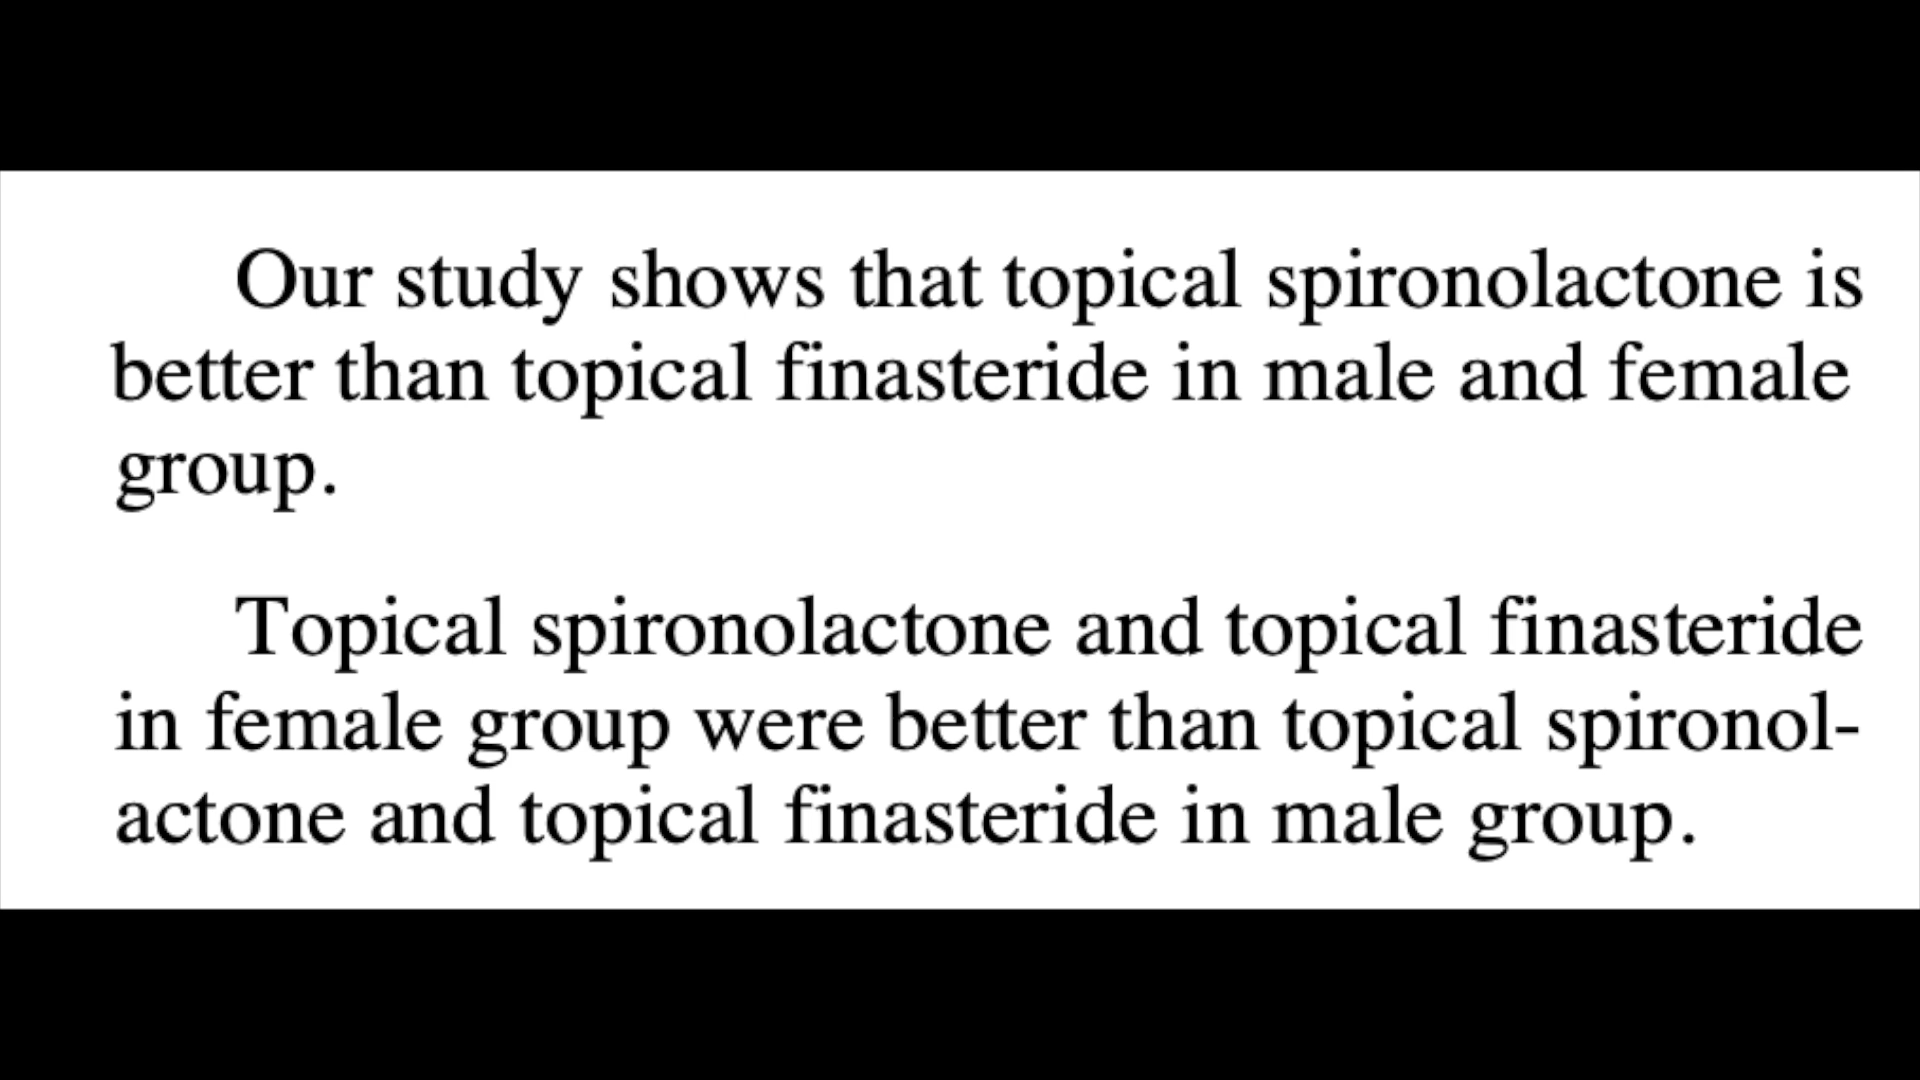 Our study shows that topical spironolactone is
better than topical finasteride in male and female
group.
Topical spironolactone and topical finasteride
in female group were better than topical spironol-
actone and topical finasteride in male group.